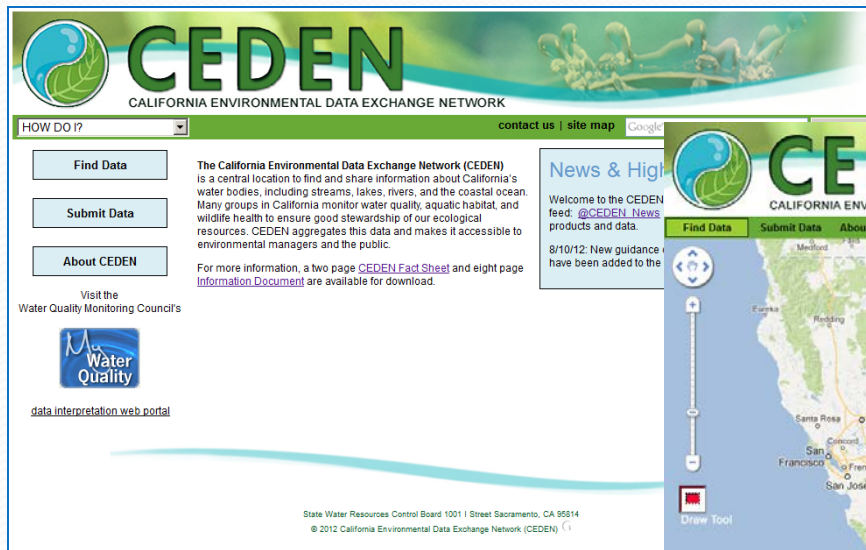 CEDEN
CALIFORNIA ENVIRONMENTAL DATA EXCHANGE NETWORK
HOW DO I?
contact us | site map
Google
Find Data
Submit Data
About CEDEN
Visit the
Water Quality Monitoring Council's
My
Water
Quality
data interpretation web portal
The California Environmental Data Exchange Network (CEDEN)
is a central location to find and share information about California's
water bodies, including streams, lakes, rivers, and the coastal ocean.
Many groups in California monitor water quality, aquatic habitat, and
wildlife health to ensure good stewardship of our ecological
resources. CEDEN aggregates this data and makes it accessible to
environmental managers and the public.
For more information, a two page CEDEN Fact Sheet and eight page
Information Document are available for download.
News & High
Welcome to the CEDEN
feed: @CEDEN_News
products and data.
8/10/12: New guidance
have been added to the
State Water Resources Control Board 1001 I Street Sacramento, CA 95814
© 2012 California Environmental Data Exchange Network (CEDEN)
CE
CALIFORNIA ENV
Find Data
Submit Data
Abou
Medford
Eureka
Redding
Santa Rosa
Concord
San
Francisco
Frem
San Jose
Draw Tool